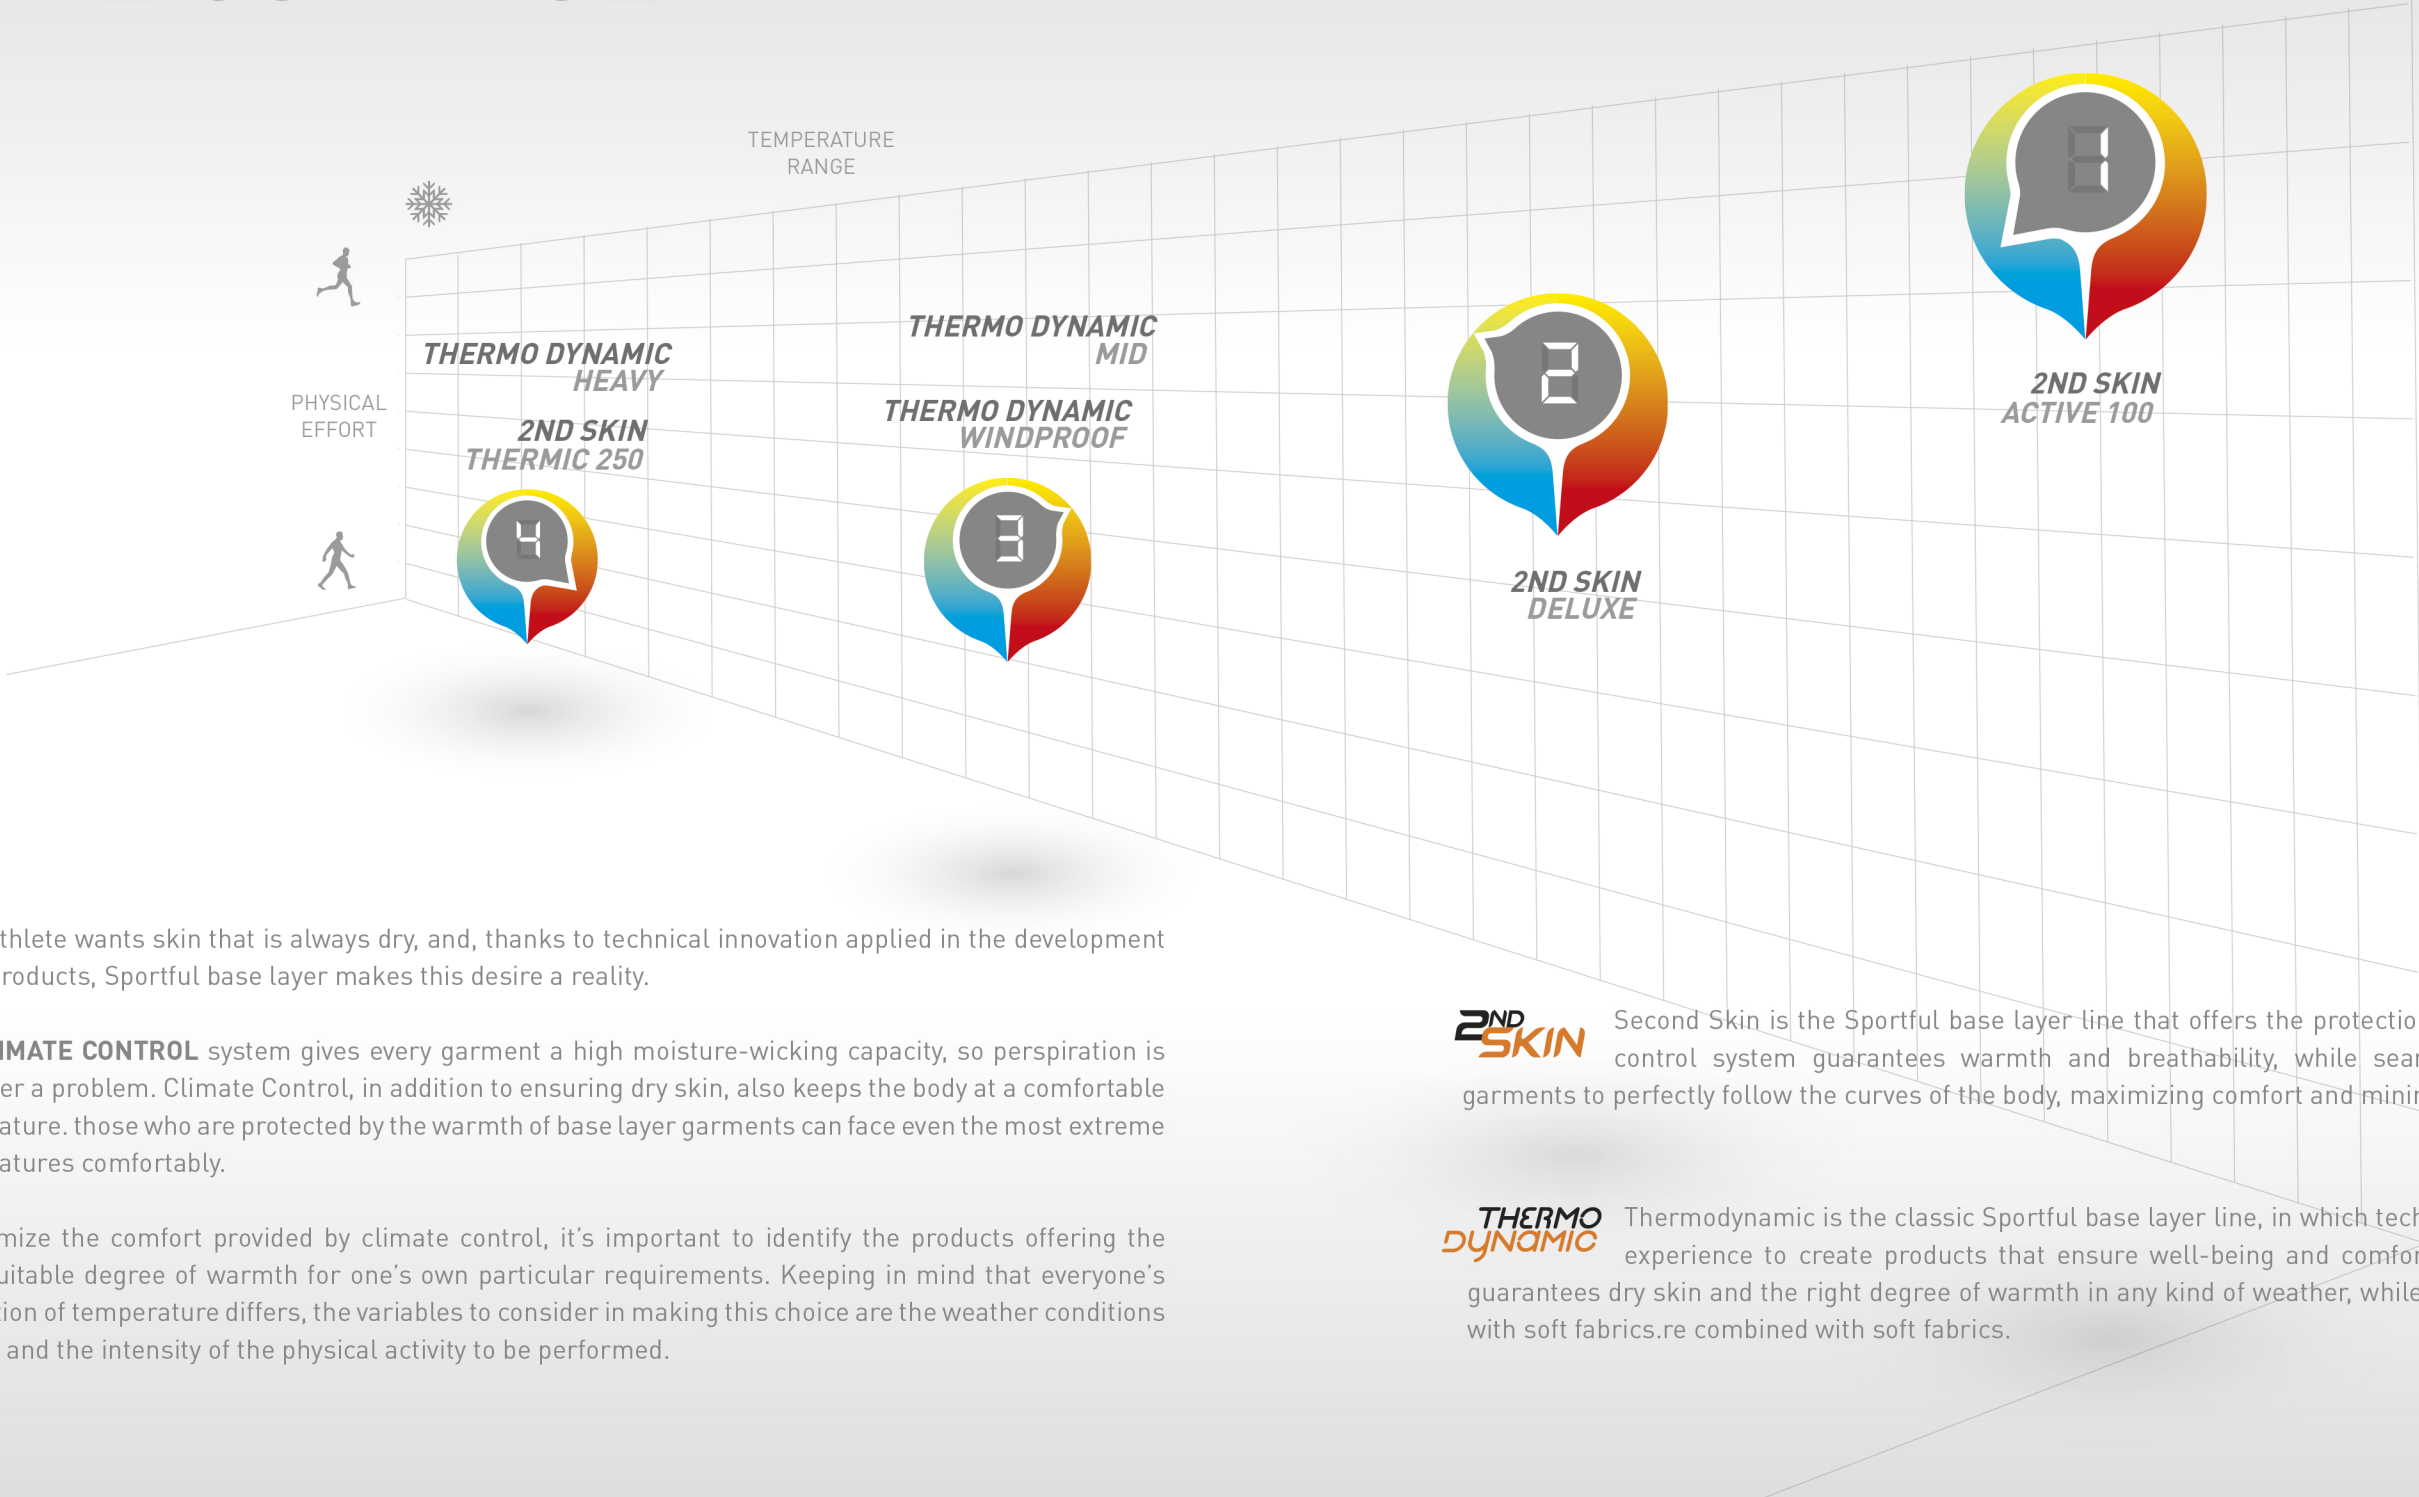 TEMPERATURE
RANGE
PHYSICAL
EFFORT
THERMO DYNAMIC
HEAVY
2ND SKIN
THERMIC 250
4
THERMO DYNAMIC
MID
THERMO DYNAMIC
WINDPROOF
3
2
2ND SKIN
DELUXE
1
2ND SKIN
ACTIVE 100
thlete wants skin that is always dry, and, thanks to technical innovation applied in the development
roducts, Sportful base layer makes this desire a reality.
IMATE CONTROL system gives every garment a high moisture-wicking capacity, so perspiration is
er a problem. Climate Control, in addition to ensuring dry skin, also keeps the body at a comfortable
ature. those who are protected by the warmth of base layer garments can face even the most extreme
atures comfortably.
mize the comfort provided by climate control, it's important to identify the products offering the
uitable degree of warmth for one's own particular requirements. Keeping in mind that everyone's
tion of temperature differs, the variables to consider in making this choice are the weather conditions
and the intensity of the physical activity to be performed.
2ND
SKIN
Second Skin is the Sportful base layer line that offers the protectio
control system guarantees warmth and breathability, while sear
garments to perfectly follow the curves of the body, maximizing comfort and minir
THERMO
DYNAMIC
Thermodynamic is the classic Sportful base layer line, in which tech
experience to create products that ensure well-being and comfor
guarantees dry skin and the right degree of warmth in any kind of weather, while
with soft fabrics.re combined with soft fabrics.